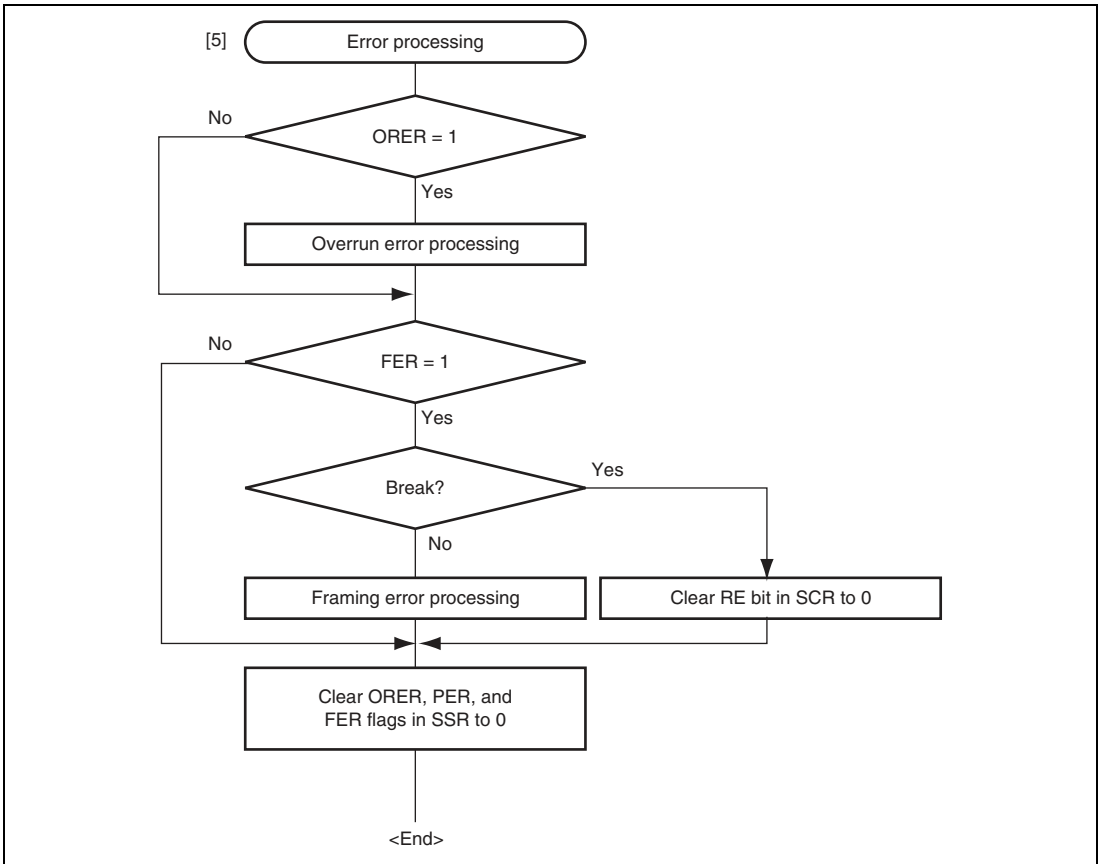 [5]
Error processing
No
ORER = 1
Yes
Overrun error processing
No
FER = 1
Yes
Break?
Yes
No
Framing error processing
Clear RE bit in SCR to 0
Clear ORER, PER, and
FER flags in SSR to 0
<End>